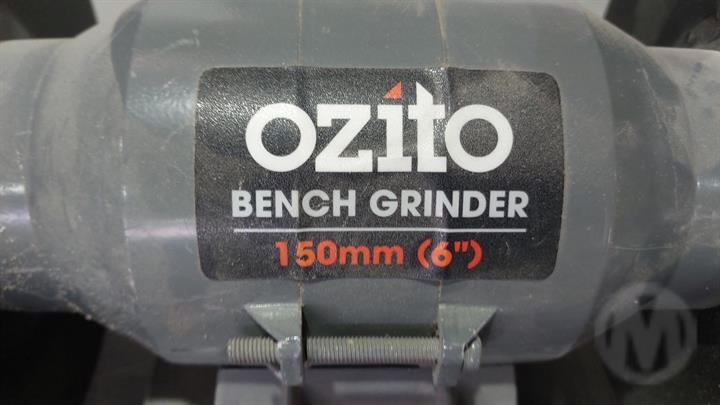 ozito
BENCH GRINDER
150mm (6")
M